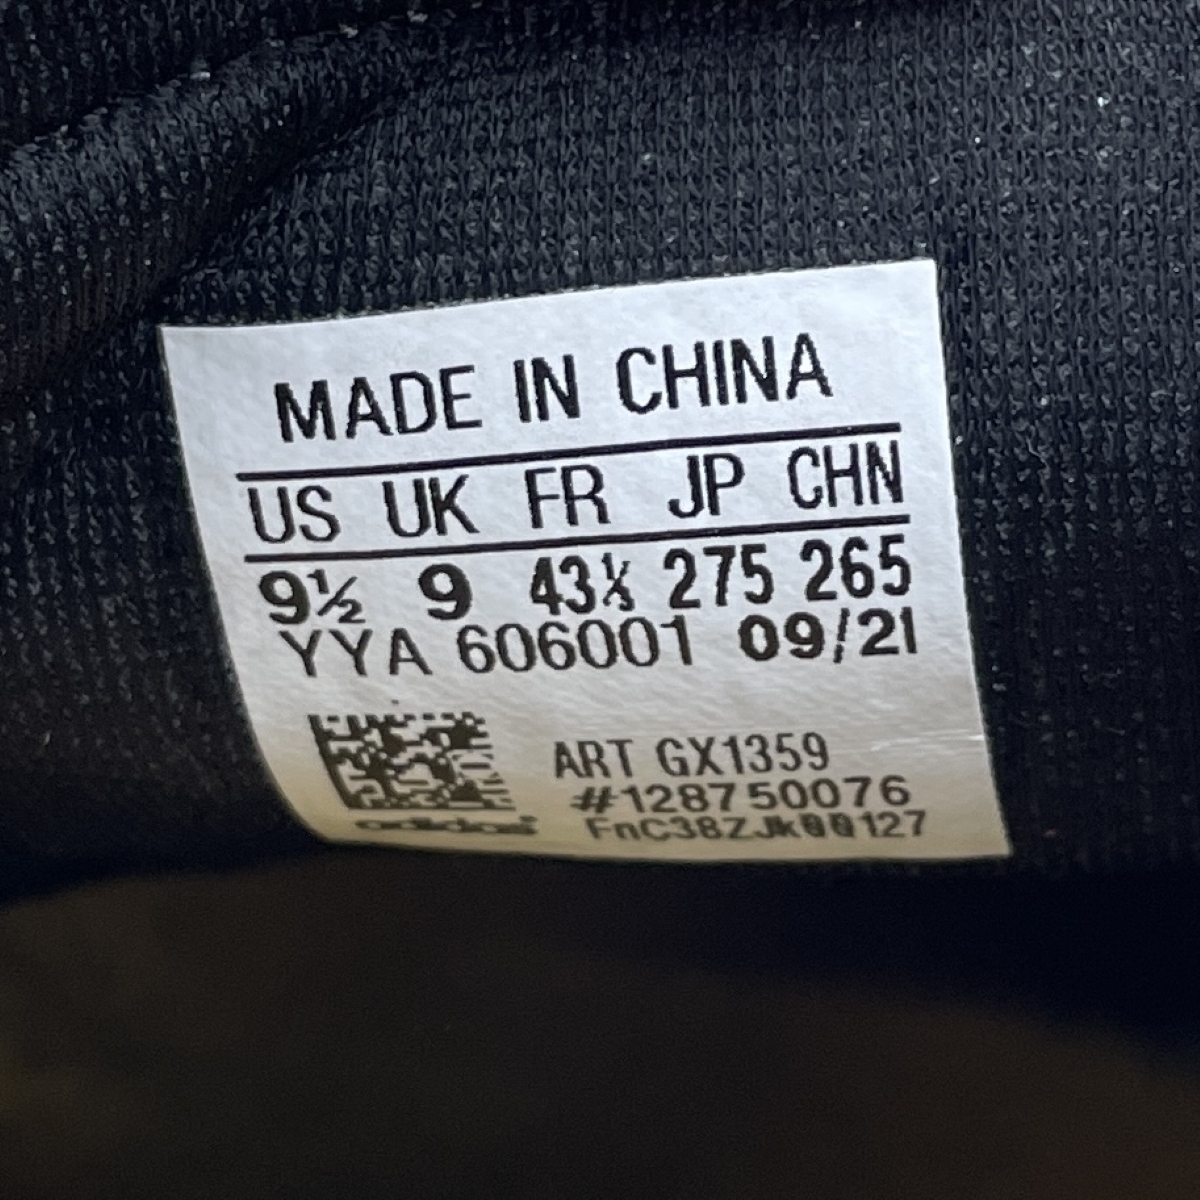 MADE IN CHINA
US UK FR JP CHN
9½ 9 43⅓ 275 265
YYA 606001 09/21
ART GX1359
#128750076
adidas
FnC38ZJk00127